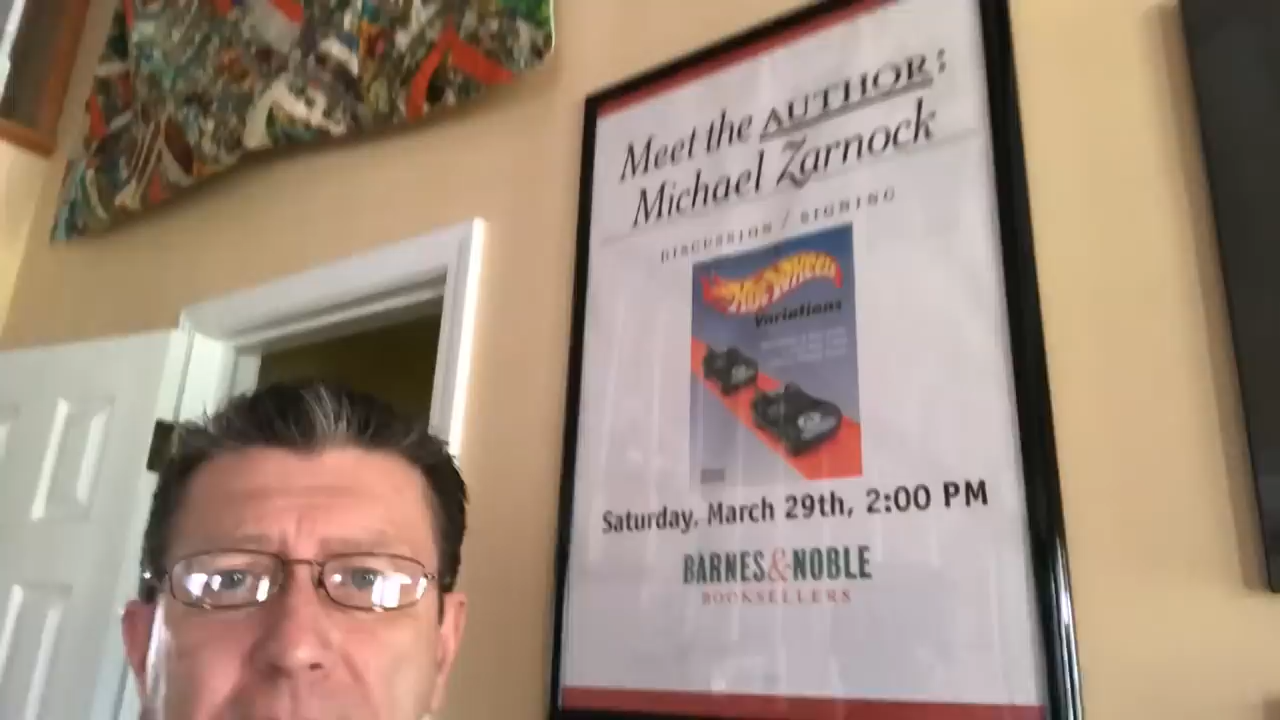 Meet the AUTHOR:
Michael Zarnock
DISCUSSION / SIGNING
Hot Wheels
Variations
Saturday, March 29th, 2:00 PM
BARNES & NOBLE
BOOKSELLERS